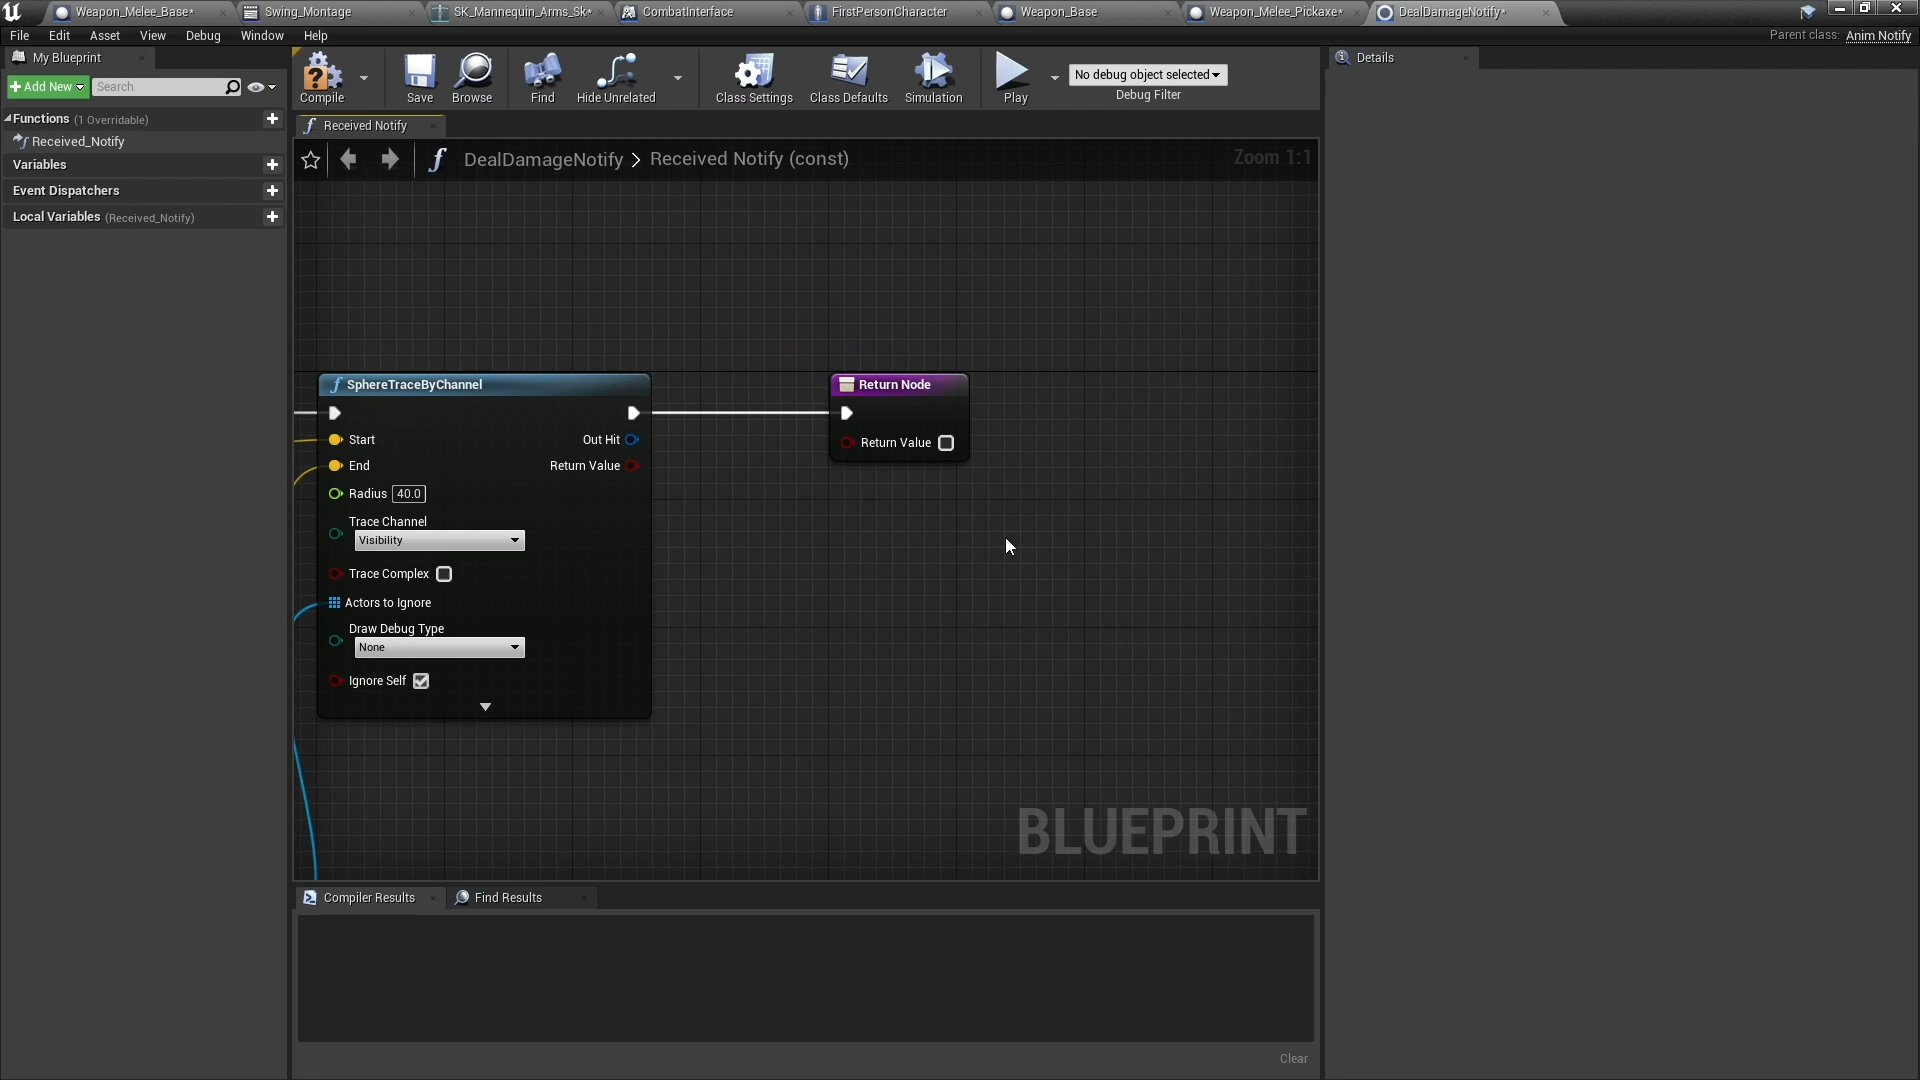 Weapon_Melee_Base*
Swing_Montage
SK_Mannequin_Arms_Sk*
CombatInterface
FirstPersonCharacter
Weapon_Base
Weapon_Melee_Pickaxe*
DealDamageNotify*
File
Edit
Asset
View
Debug
Window
Help
Parent class: Anim Notify
My Blueprint
+Add New
Search
Functions (1 Overridable)
Received_Notify
Variables
Event Dispatchers
Local Variables (Received_Notify)
Compile
Save
Browse
Find
Hide Unrelated
Class Settings
Class Defaults
Simulation
Play
No debug object selected
Debug Filter
Details
Received Notify
DealDamageNotify > Received Notify (const)
Zoom 1:1
SphereTraceByChannel
Start
Out Hit
End
Return Value
Radius 40.0
Trace Channel
Visibility
Trace Complex
Actors to Ignore
Draw Debug Type
None
Ignore Self
Return Node
Return Value
BLUEPRINT
Compiler Results
Find Results
Clear